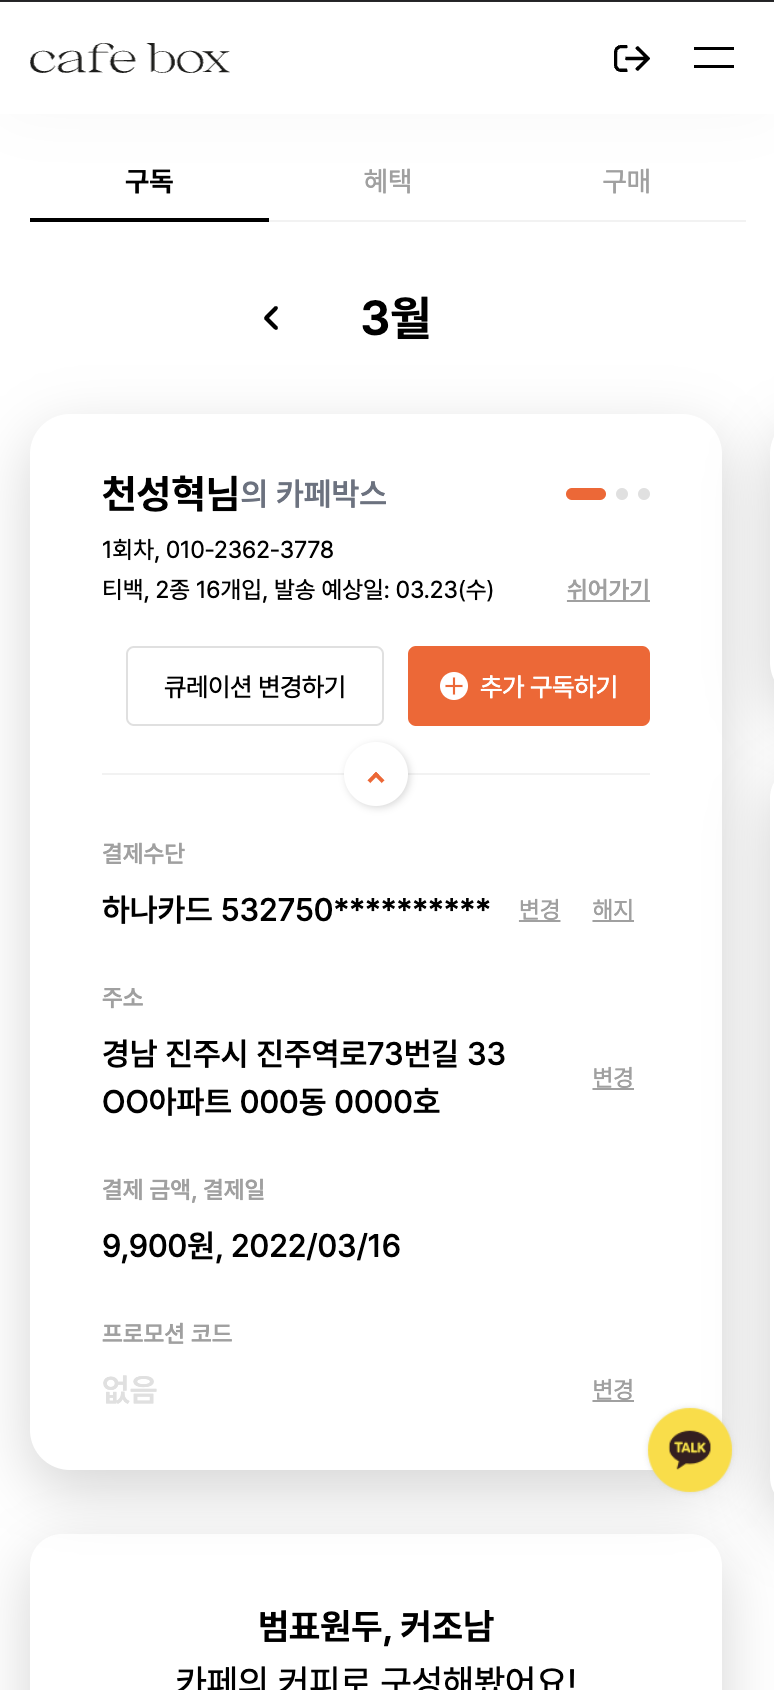 cafe box
구독
혜택
구매
3월
천성혁님의 카페박스
1회차, 010-2362-3778
티백, 2종 16개입, 발송 예상일: 03.23(수)
쉬어가기
큐레이션 변경하기
추가 구독하기
결제수단
하나카드 532750********** 변경 해지
주소
경남 진주시 진주역로73번길 33
OO아파트 000동 0000호
변경
결제 금액, 결제일
9,900원, 2022/03/16
프로모션 코드
없음 변경
TALK
범표원두, 커조남
카페의 커피로 구성해봤어요!